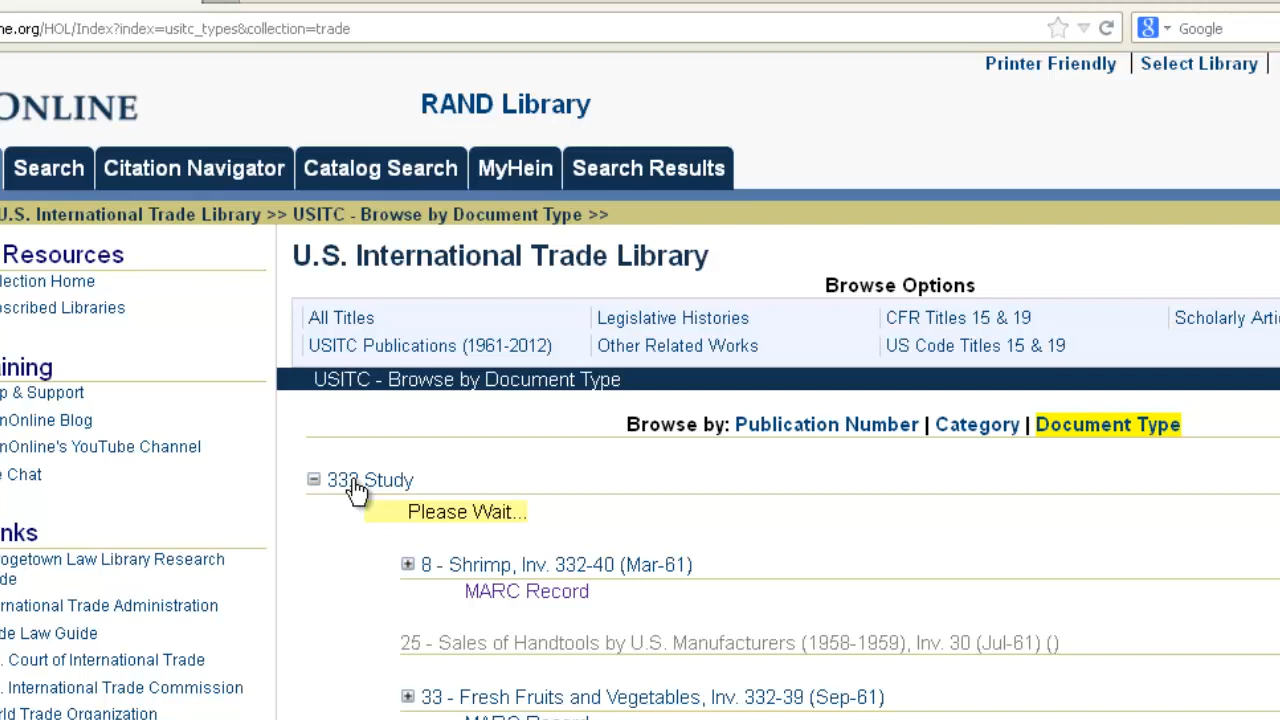 ne.org/HOL/Index?index=usitc_types&collection=trade
Google
Printer Friendly | Select Library |
ONLINE
RAND Library
Search
Citation Navigator
Catalog Search
MyHein
Search Results
U.S. International Trade Library >> USITC - Browse by Document Type >>
Resources
lection Home
scribed Libraries
ining
p & Support
nOnline Blog
nOnline's YouTube Channel
e Chat
nks
rgetown Law Library Research
de
rnational Trade Administration
de Law Guide
. Court of International Trade
. International Trade Commission
rld Trade Organization
U.S. International Trade Library
Browse Options
All Titles
Legislative Histories
CFR Titles 15 & 19
Scholarly Arti
USITC Publications (1961-2012)
Other Related Works
US Code Titles 15 & 19
USITC - Browse by Document Type
Browse by: Publication Number | Category | Document Type
332 Study
Please Wait...
8 - Shrimp, Inv. 332-40 (Mar-61)
MARC Record
25 - Sales of Handtools by U.S. Manufacturers (1958-1959), Inv. 30 (Jul-61) ()
33 - Fresh Fruits and Vegetables, Inv. 332-39 (Sep-61)
MARC Record